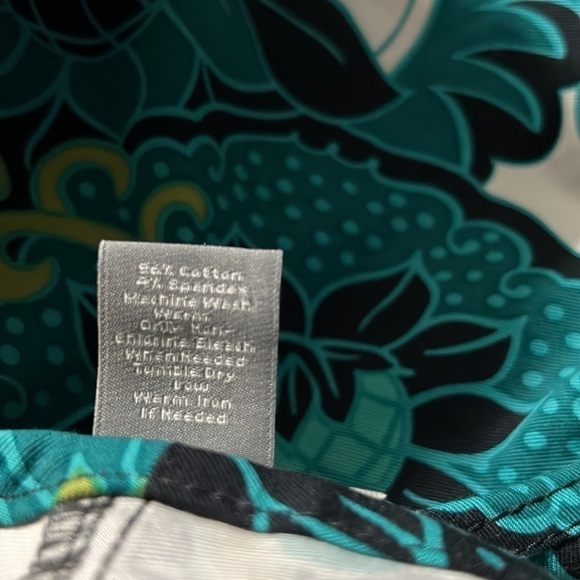 96% Cotton
4% Spandex
Machine Wash
Warm
Only Non-
Chlorine Bleach
When Needed
Tumble Dry
Low
Warm Iron
If Needed